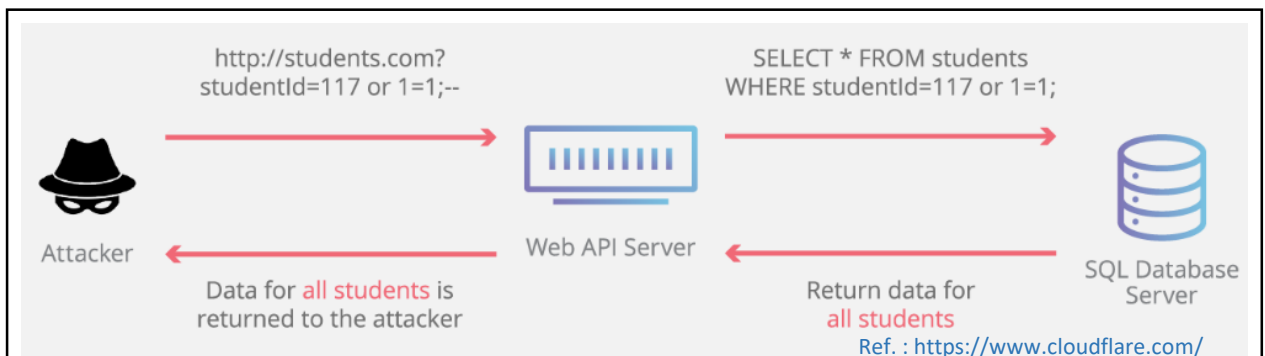 http://students.com?
studentId=117 or 1=1;--
SELECT * FROM students
WHERE studentId=117 or 1=1;
Attacker
Web API Server
SQL Database
Server
Data for all students is
returned to the attacker
Return data for
all students
Ref. : https://www.cloudflare.com/